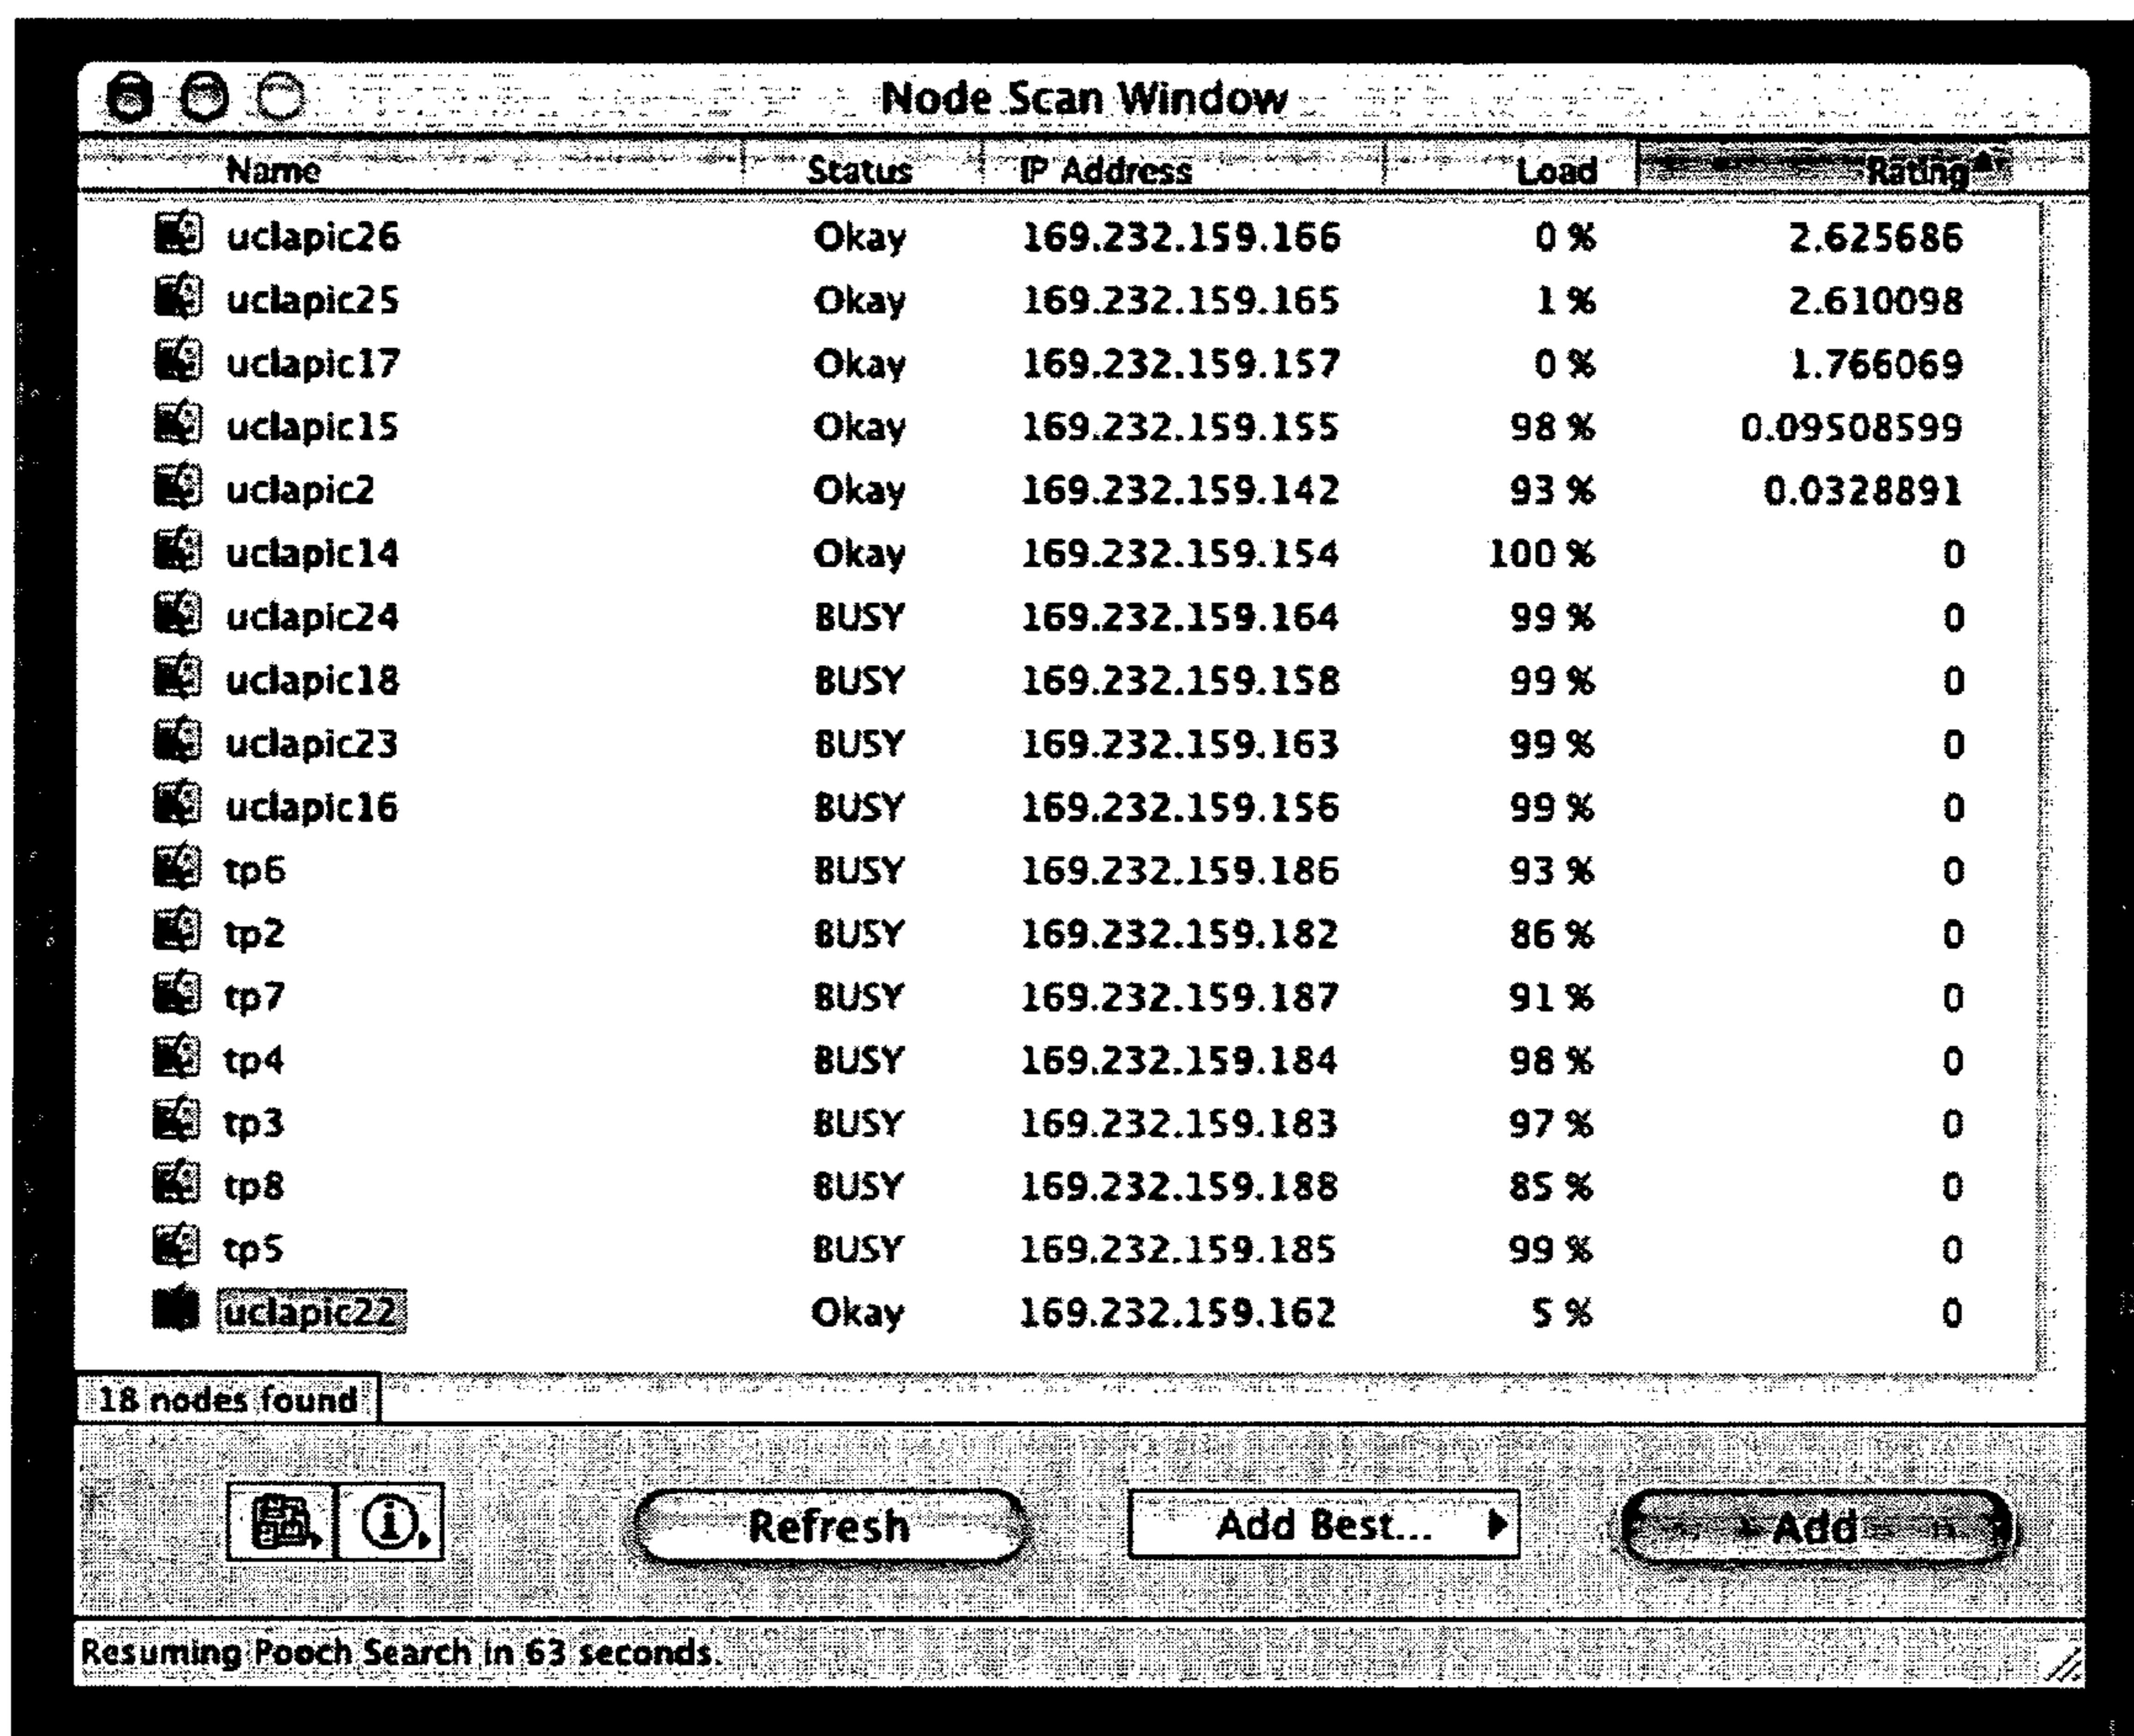 Node Scan Window
Name Status IP Address Load Rating
uclapic26 Okay 169.232.159.166 0 % 2.625686
uclapic25 Okay 169.232.159.165 1 % 2.610098
uclapic17 Okay 169.232.159.157 0 % 1.766069
uclapic15 Okay 169.232.159.155 98 % 0.09508599
uclapic2 Okay 169.232.159.142 93 % 0.0328891
uclapic14 Okay 169.232.159.154 100 % 0
uclapic24 BUSY 169.232.159.164 99 % 0
uclapic18 BUSY 169.232.159.158 99 % 0
uclapic23 BUSY 169.232.159.163 99 % 0
uclapic16 BUSY 169.232.159.156 99 % 0
tp6 BUSY 169.232.159.186 93 % 0
tp2 BUSY 169.232.159.182 86 % 0
tp7 BUSY 169.232.159.187 91 % 0
tp4 BUSY 169.232.159.184 98 % 0
tp3 BUSY 169.232.159.183 97 % 0
tp8 BUSY 169.232.159.188 85 % 0
tp5 BUSY 169.232.159.185 99 % 0
uclapic22 Okay 169.232.159.162 5 % 0
18 nodes found
Refresh Add Best... Add
Resuming Pooch Search in 63 seconds.